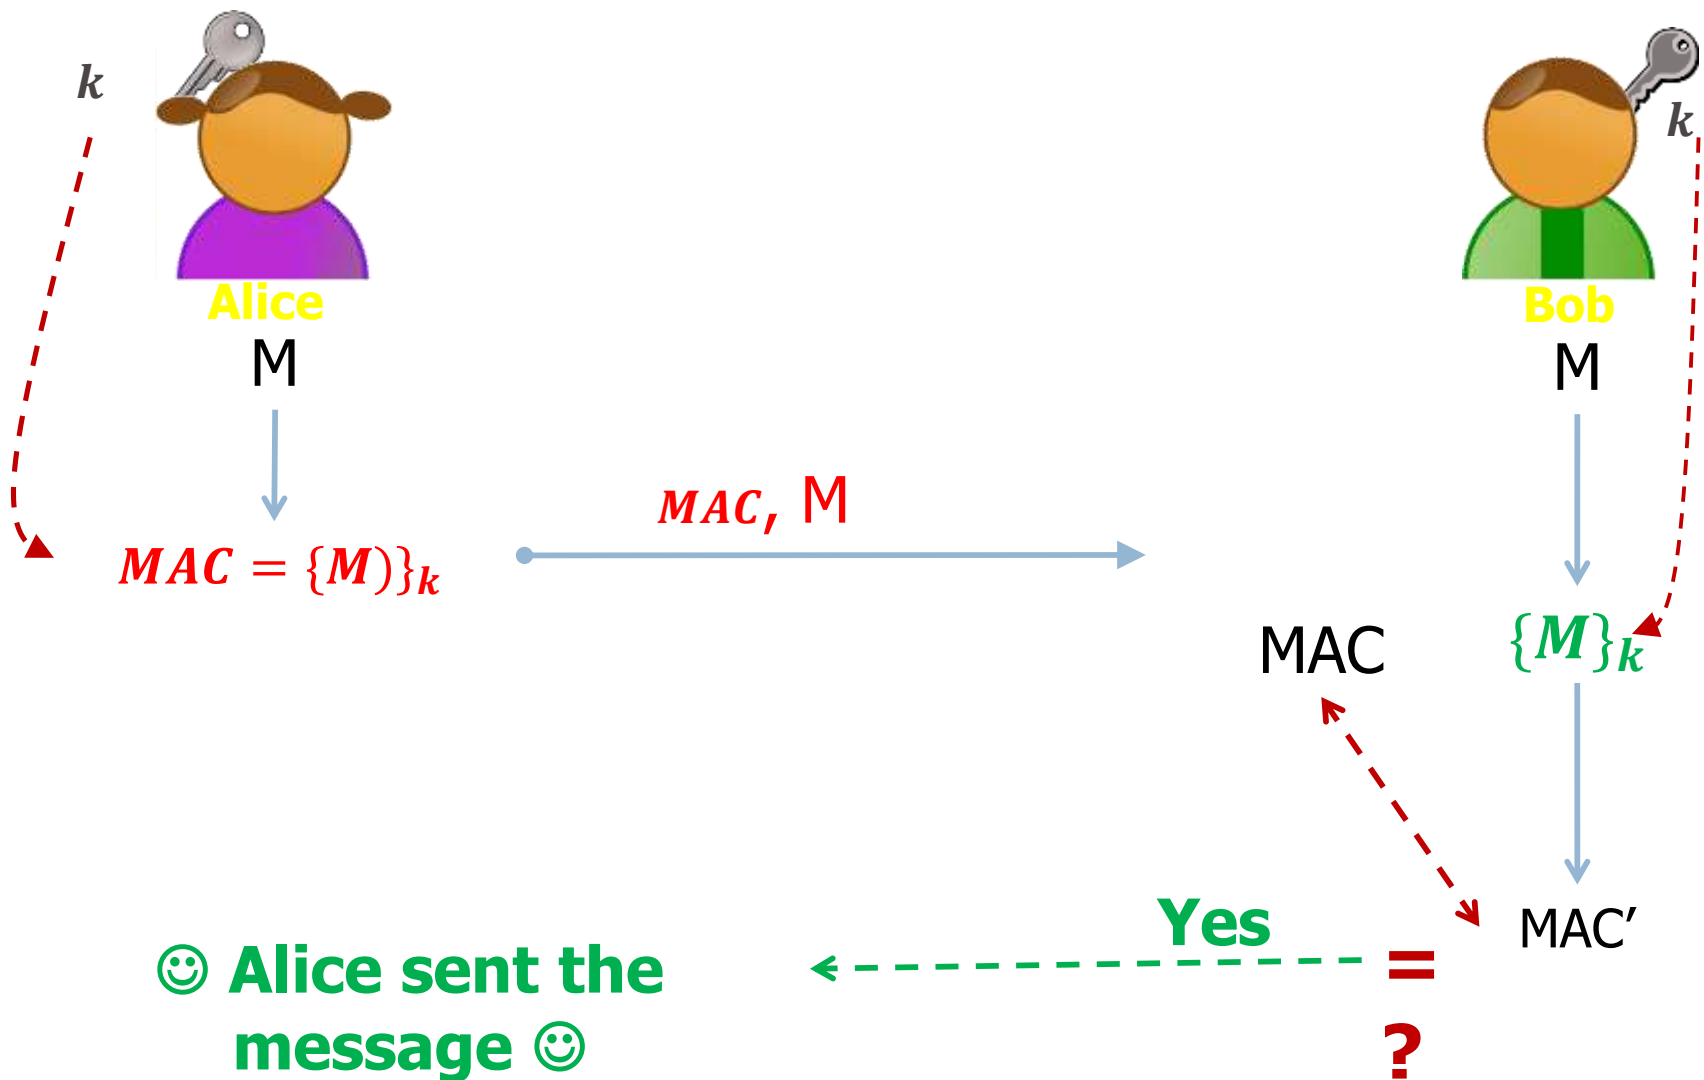 k
k
Alice
Bob
M
M
MAC, M
MAC = {M)}k
MAC
{M}k
Yes
MAC′
=
☺ Alice sent the
message ☺
?